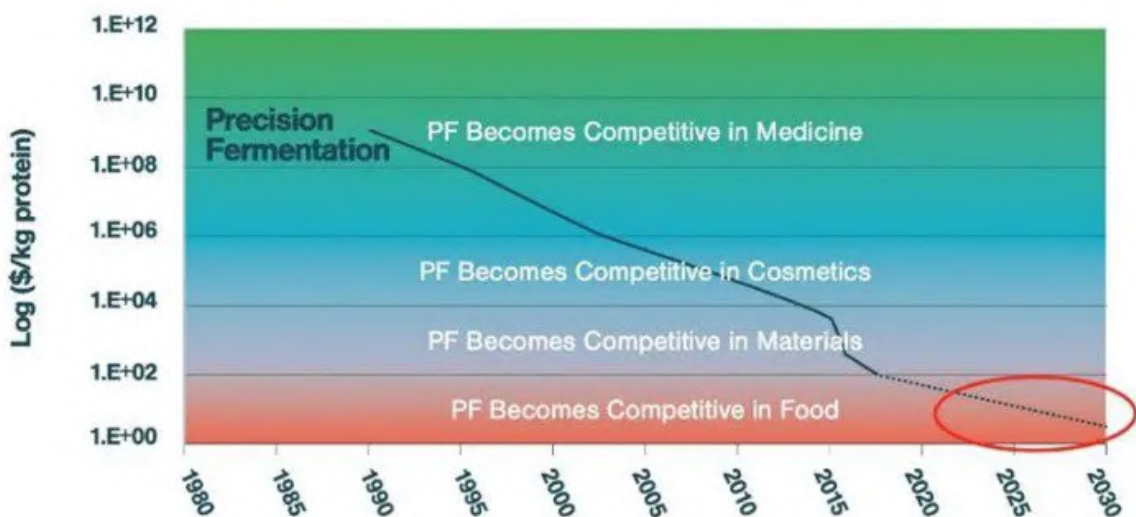 1.E+12
1.E+10
Precision
Fermentation
PF Becomes Competitive in Medicine
1.E+08
1.E+06
PF Becomes Competitive in Cosmetics
1.E+04
PF Becomes Competitive in Materials
1.E+02
PF Becomes Competitive in Food
1.E+00
Log ($/kg protein)
1980
1985
1990
1995
2000
2005
2010
2015
2020
2025
2030